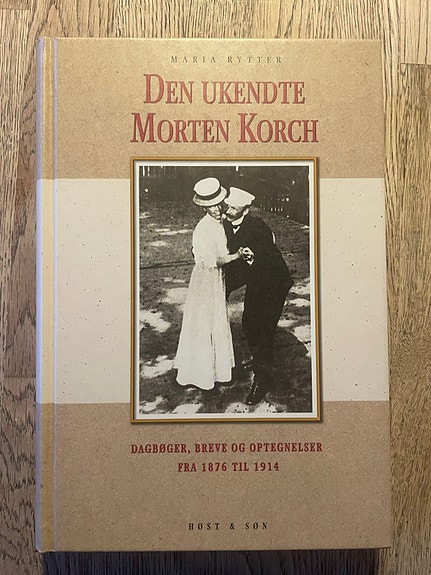 MARIA RYTTER
DEN UKENDTE
MORTEN KORCH
DAGBØGER, BREVE OG OPTEGNELSER
FRA 1876 TIL 1914
HØST & SØN